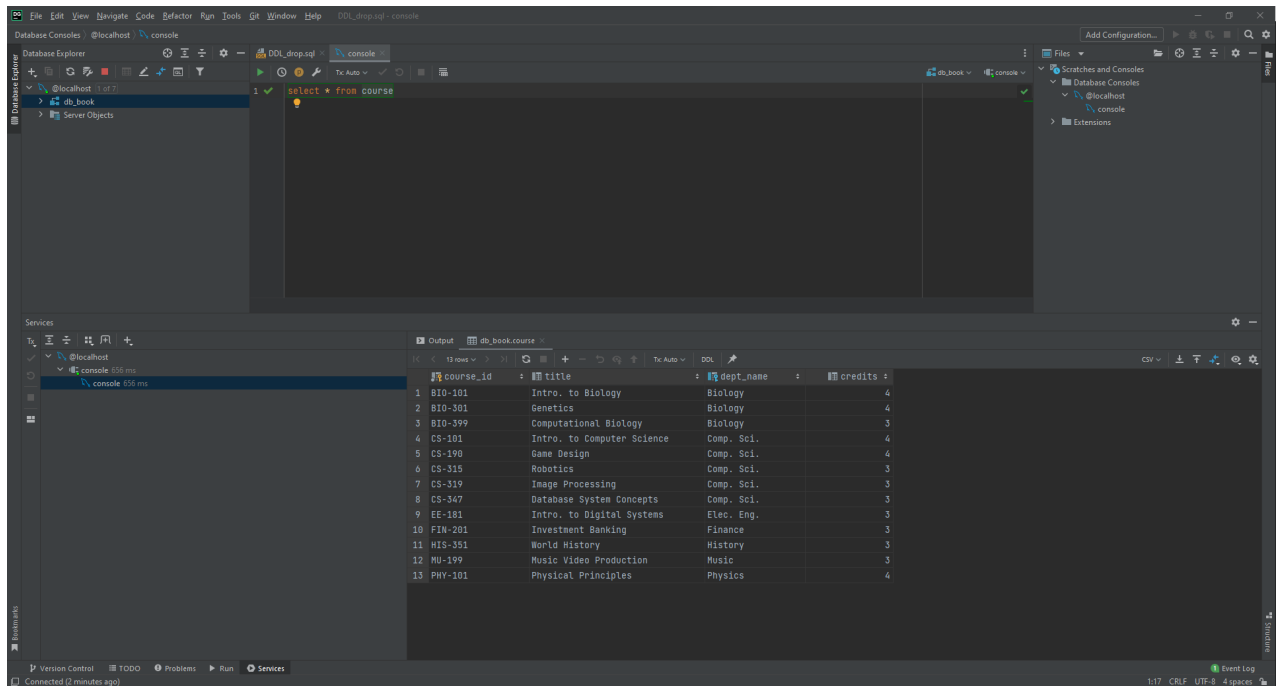 File Edit View Navigate Code Refactor Run Tools Git Window Help DDL_drop.sql - console
Database Consoles @localhost console Add Configuration...
Database Explorer DDL_drop.sql console Files
Tx: Auto db_book console
@localhost 1 of 7
db_book
Server Objects
1 select * from course
Scratches and Consoles
Database Consoles
@localhost
console
Extensions
Database Explorer
Files
Services
Tx
@localhost
console 656 ms
console 656 ms
Output db_book.course
13 rows Tx: Auto DDL CSV
course_id title dept_name credits
1 BIO-101 Intro. to Biology Biology 4
2 BIO-301 Genetics Biology 4
3 BIO-399 Computational Biology Biology 3
4 CS-101 Intro. to Computer Science Comp. Sci. 4
5 CS-190 Game Design Comp. Sci. 4
6 CS-315 Robotics Comp. Sci. 3
7 CS-319 Image Processing Comp. Sci. 3
8 CS-347 Database System Concepts Comp. Sci. 3
9 EE-181 Intro. to Digital Systems Elec. Eng. 3
10 FIN-201 Investment Banking Finance 3
11 HIS-351 World History History 3
12 MU-199 Music Video Production Music 3
13 PHY-101 Physical Principles Physics 4
Bookmarks
Structure
Version Control TODO Problems Run Services 1 Event Log
Connected (2 minutes ago) 1:17 CRLF UTF-8 4 spaces